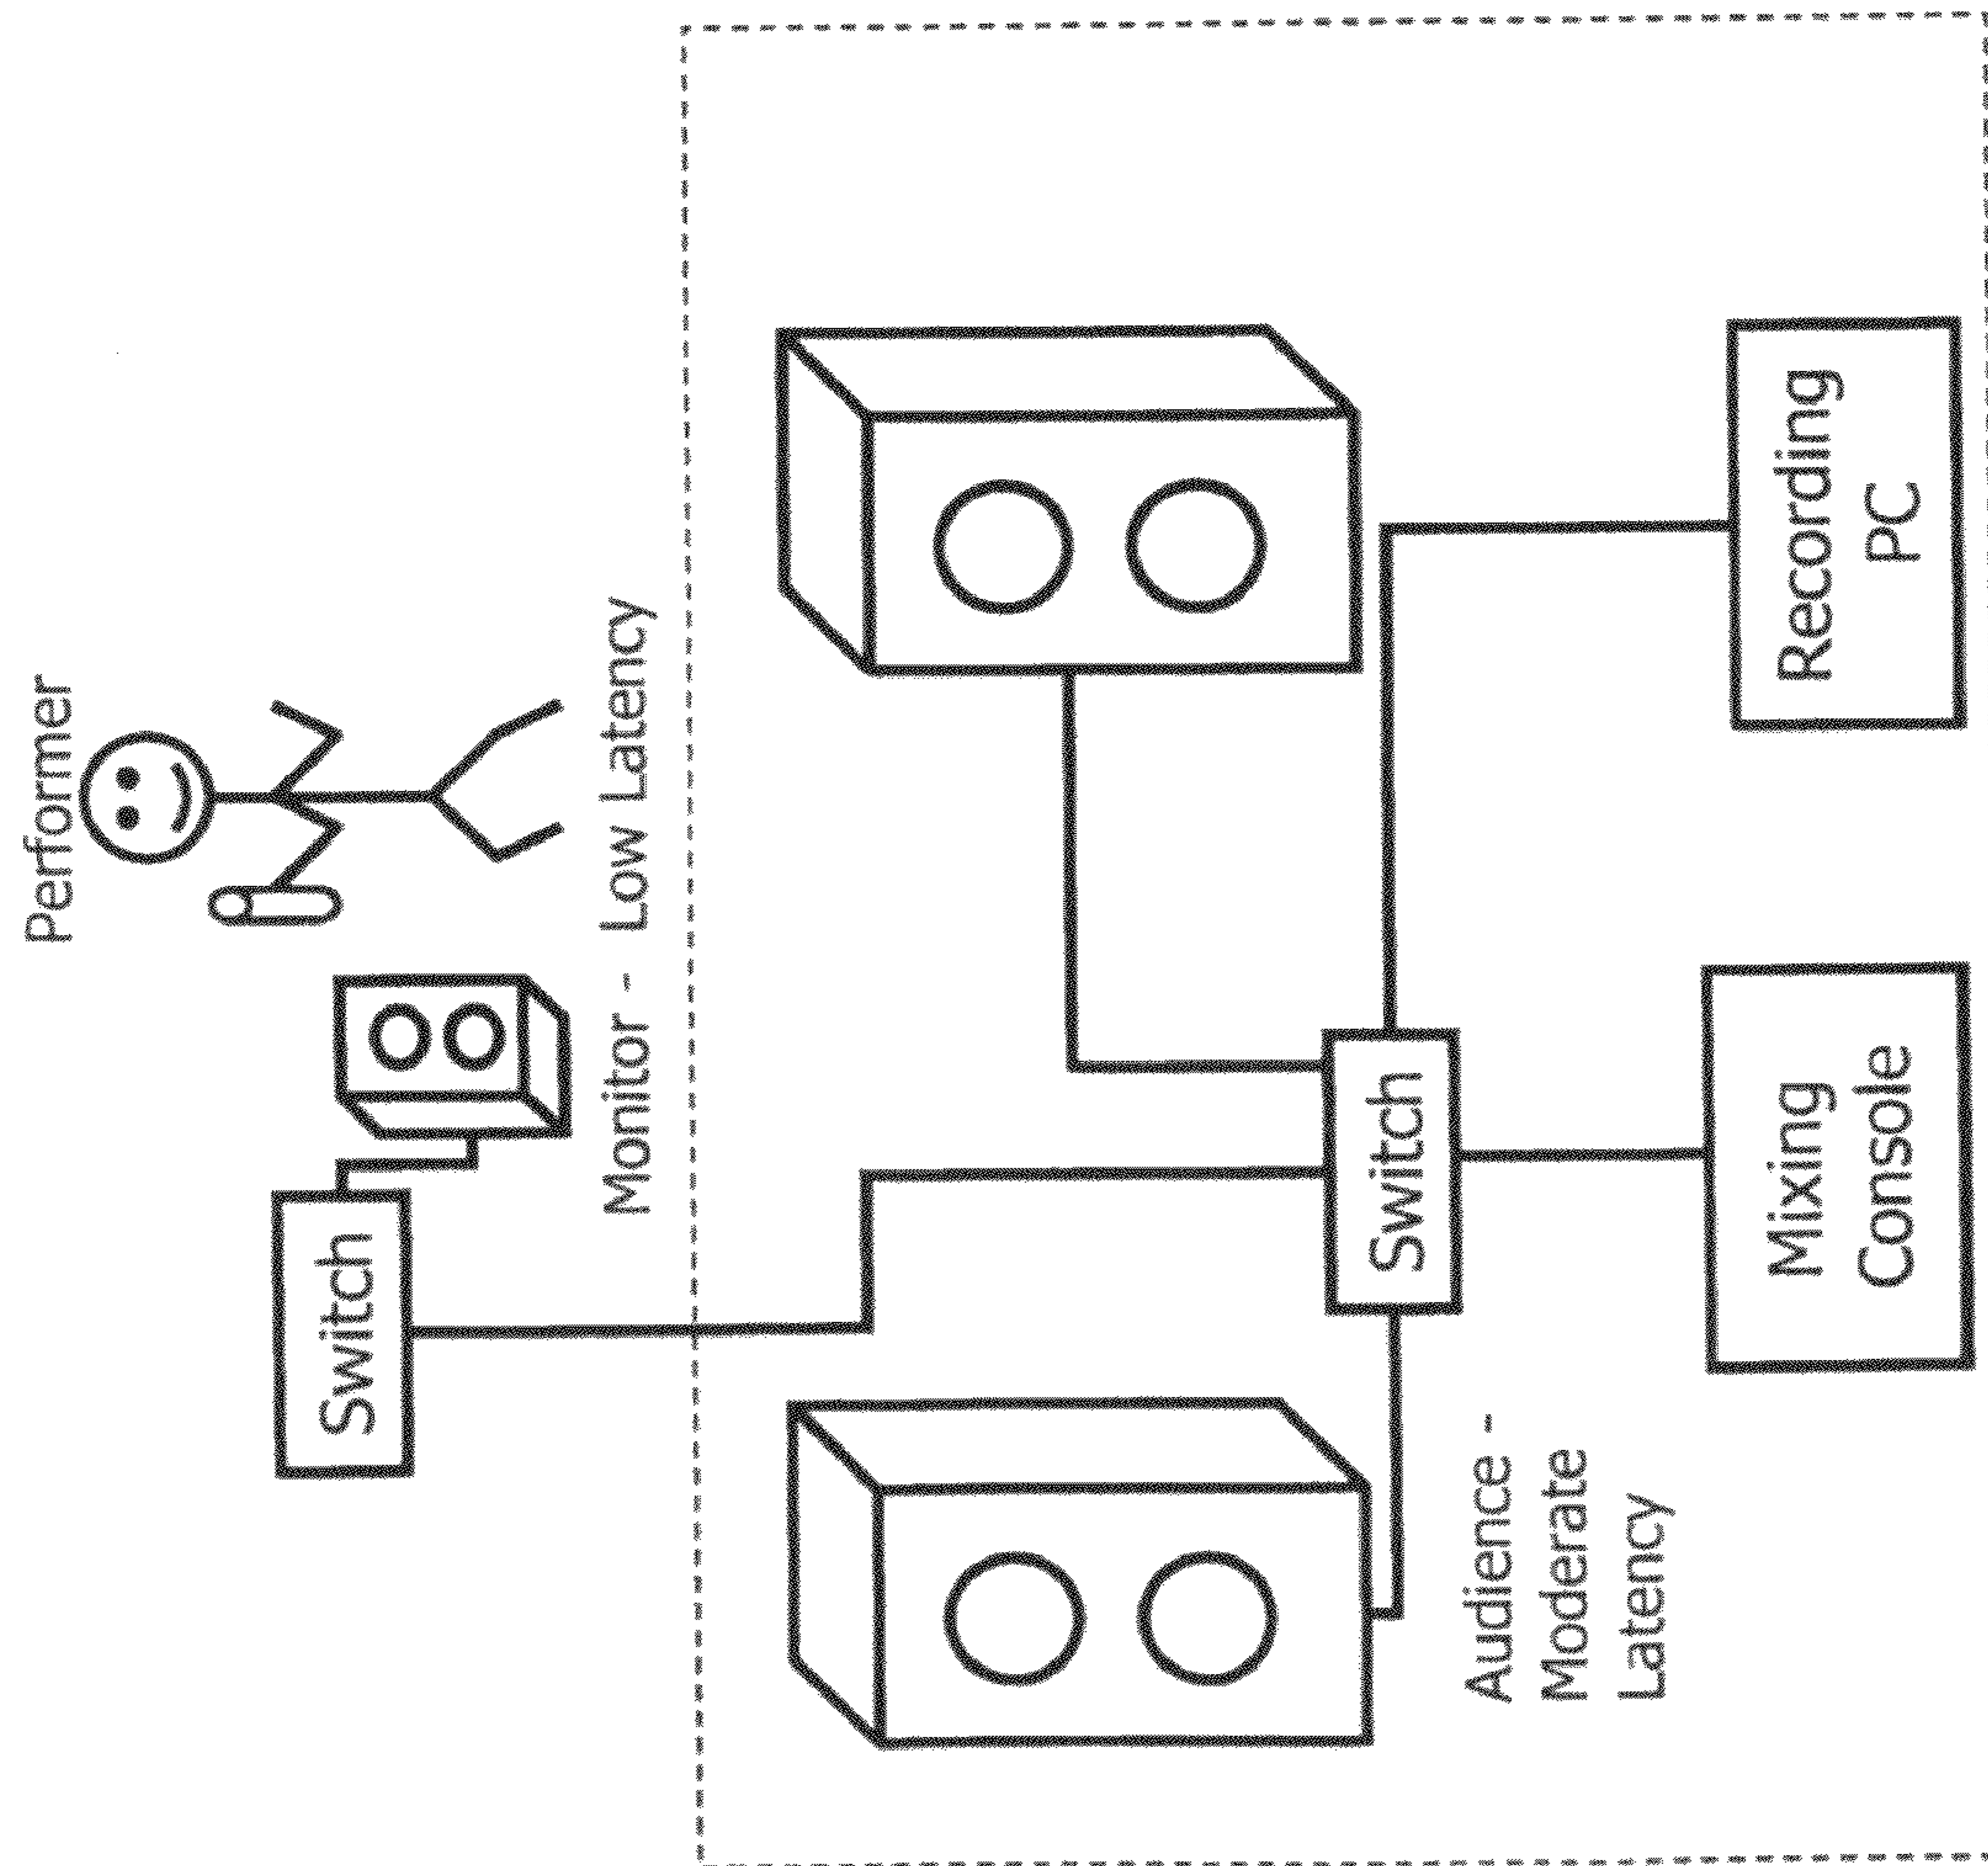 Performer
Switch
Monitor - Low Latency
Switch
Audience -
Moderate
Latency
Mixing
Console
Recording
PC